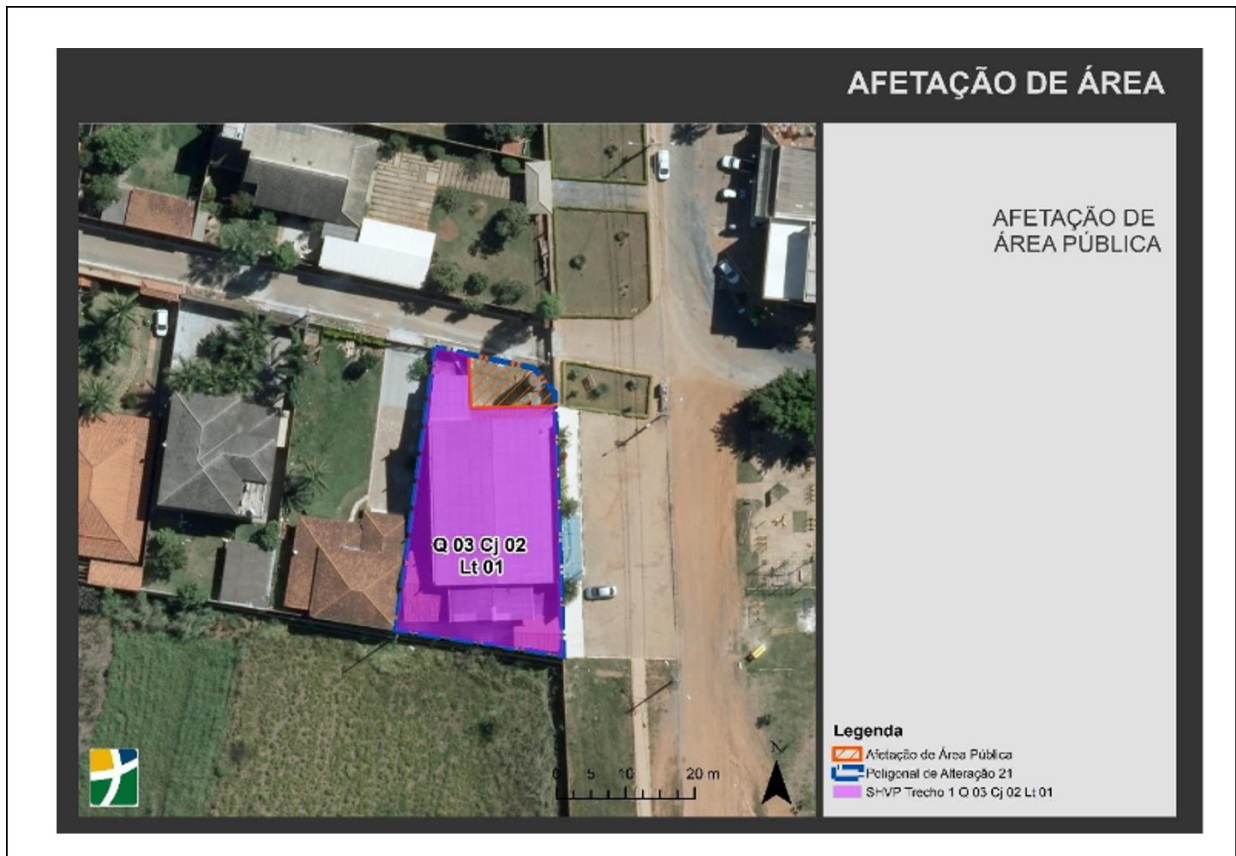 AFETAÇÃO DE ÁREA
AFETAÇÃO DE
ÁREA PÚBLICA
Q 03 Cj 02
Lt 01
Legenda
Afetação de Área Pública
Poligonal de Alteração 21
SHVP Trecho 1 Q 03 Cj 02 Lt 01
N
0 5 10 20 m